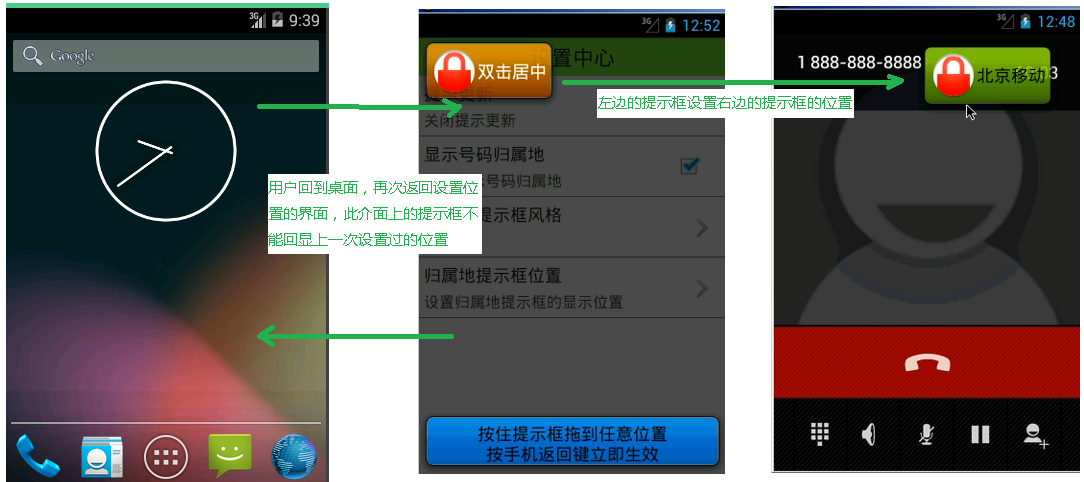 3G
9:39
Google
用户回到桌面，再次返回设置位
置的界面，此介面上的提示框不
能回显上一次设置过的位置
3G
12:52
设置中心
双击居中
提示更新
关闭提示更新
显示号码归属地
号码归属地
提示框风格
归属地提示框位置
设置归属地提示框的显示位置
按住提示框拖到任意位置
按手机返回键立即生效
左边的提示框设置右边的提示框的位置
3G
12:48
1 888-888-8888
北京移动